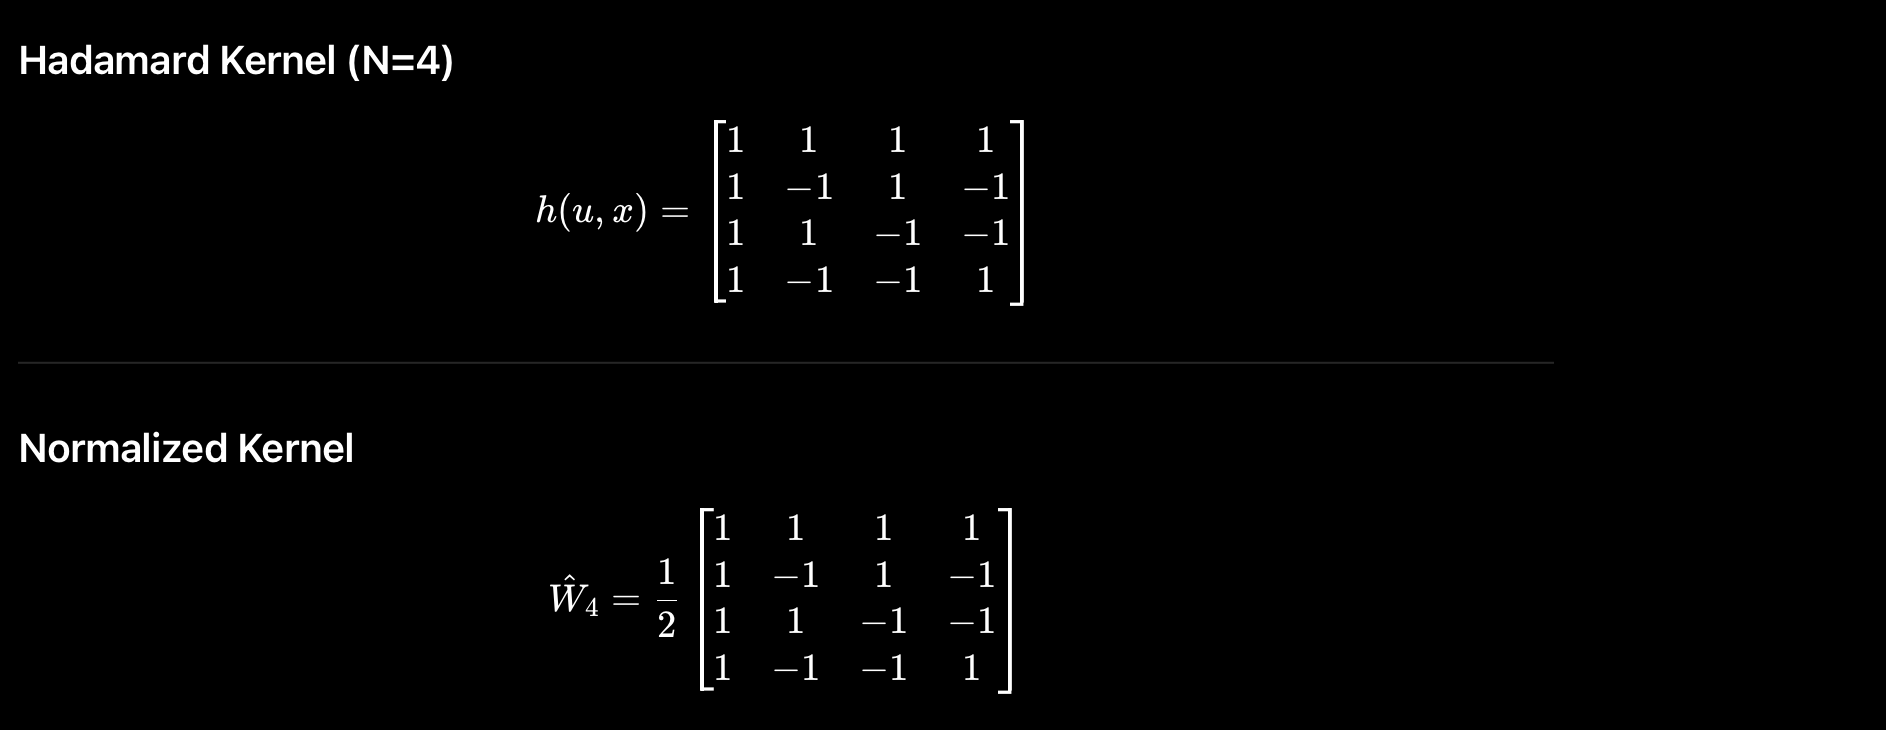 Hadamard Kernel (N=4)
h(u, x) = [1 1 1 1
1 −1 1 −1
1 1 −1 −1
1 −1 −1 1]
Normalized Kernel
Ŵ₄ = 1/2 [1 1 1 1
1 −1 1 −1
1 1 −1 −1
1 −1 −1 1]